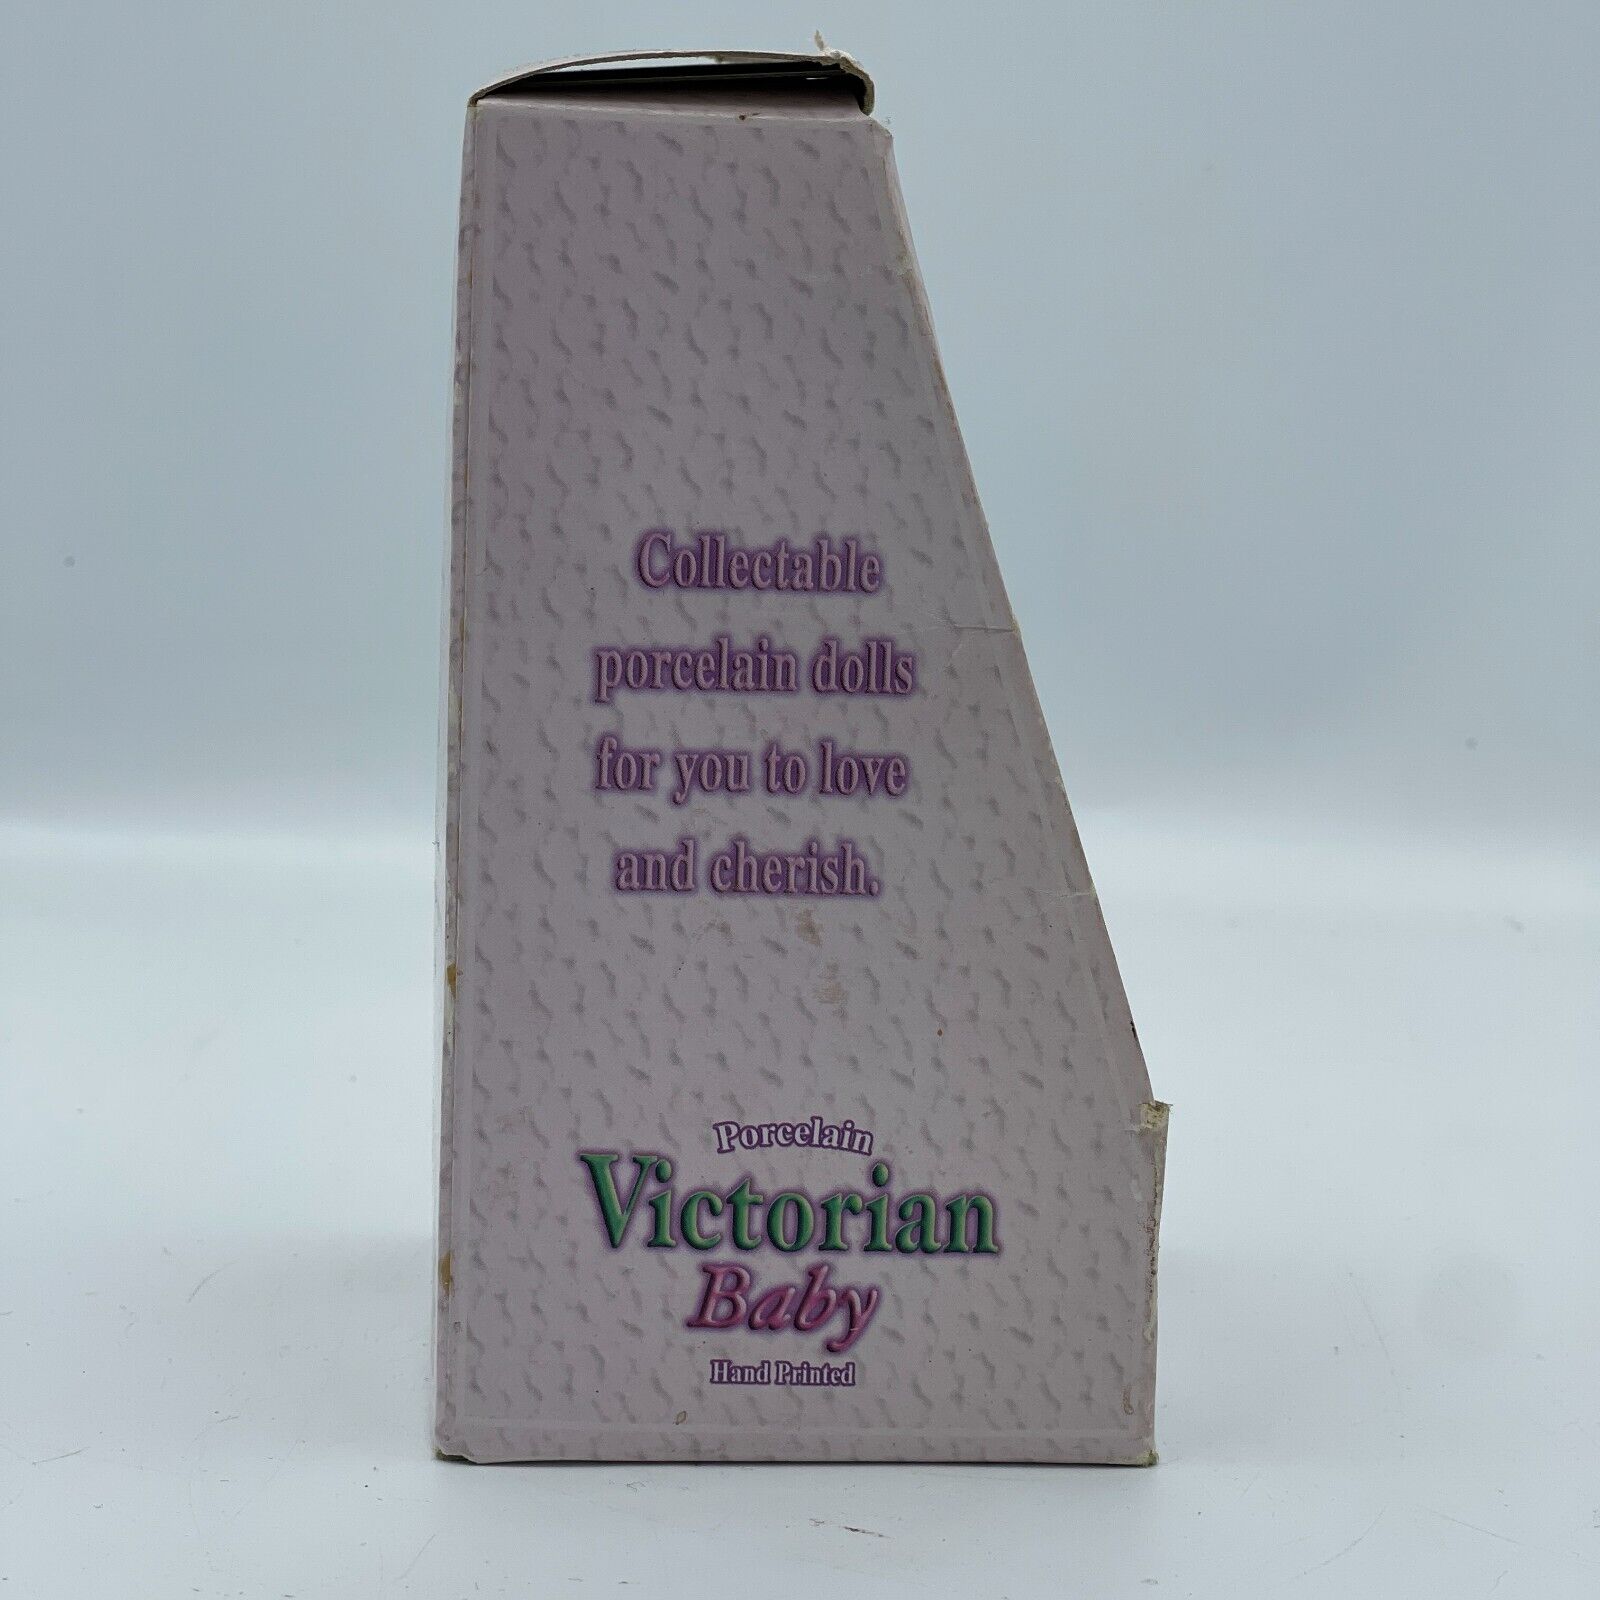 Collectable
porcelain dolls
for you to love
and cherish.
Porcelain
Victorian
Baby
Hand Printed